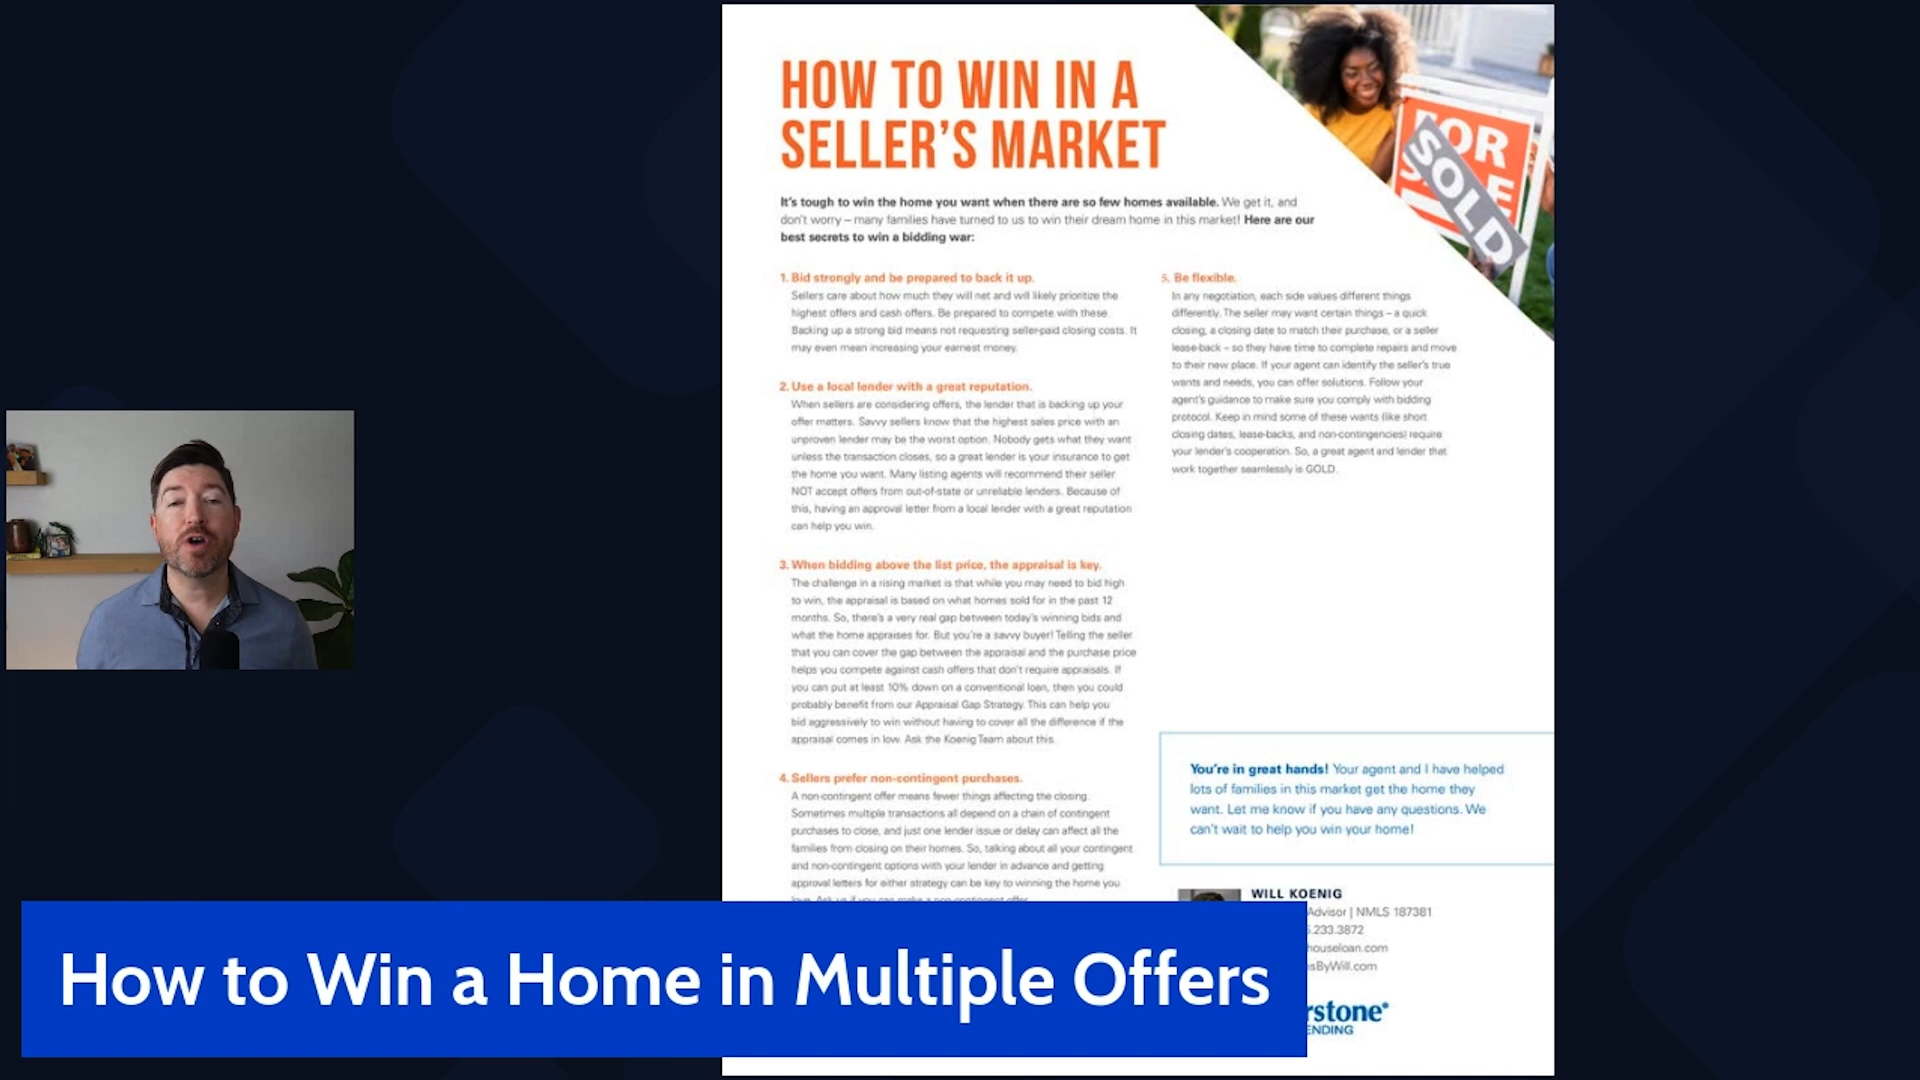 HOW TO WIN IN A
SELLER'S MARKET
FOR
SALE
SOLD
It's tough to win the home you want when there are so few homes available. We get it, and
don't worry – many families have turned to us to win their dream home in this market! Here are our
best secrets to win a bidding war:
1. Bid strongly and be prepared to back it up.
Sellers care about how much they will net and will likely prioritize the
highest offers and cash offers. Be prepared to compete with these.
Backing up a strong bid means not requesting seller-paid closing costs. It
may even mean increasing your earnest money.
2. Use a local lender with a great reputation.
When sellers are considering offers, the lender that is backing up your
offer matters. Savvy sellers know that the highest sales price with an
unproven lender may be the worst option. Nobody gets what they want
unless the transaction closes, so a great lender is your insurance to get
the home you want. Many listing agents will recommend their seller
NOT accept offers from out-of-state or unreliable lenders. Because of
this, having an approval letter from a local lender with a great reputation
can help you win.
3. When bidding above the list price, the appraisal is key.
The challenge in a rising market is that while you may need to bid high
to win, the appraisal is based on what homes sold for in the past 12
months. So, there's a very real gap between today's winning bids and
what the home appraises for. But you're a savvy buyer! Telling the seller
that you can cover the gap between the appraisal and the purchase price
helps you compete against cash offers that don't require appraisals. If
you can put at least 10% down on a conventional loan, then you could
probably benefit from our Appraisal Gap Strategy. This can help you
bid aggressively to win without having to cover all the difference if the
appraisal comes in low. Ask the Koenig Team about this.
4. Sellers prefer non-contingent purchases.
A non-contingent offer means fewer things affecting the closing.
Sometimes multiple transactions all depend on a chain of contingent
purchases to close, and just one lender issue or delay can affect all the
families from closing on their homes. So, talking about all your contingent
and non-contingent options with your lender in advance and getting
approval letters for either strategy can be key to winning the home you
love. Ask us if you can make a non-contingent offer.
5. Be flexible.
In any negotiation, each side values different things
differently. The seller may want certain things – a quick
closing, a closing date to match their purchase, or a seller
lease-back – so they have time to complete repairs and move
to their new place. If your agent can identify the seller's true
wants and needs, you can offer solutions. Follow your
agent's guidance to make sure you comply with bidding
protocol. Keep in mind some of these wants (like short
closing dates, lease-backs, and non-contingencies) require
your lender's cooperation. So, a great agent and lender that
work together seamlessly is GOLD.
You're in great hands! Your agent and I have helped
lots of families in this market get the home they
want. Let me know if you have any questions. We
can't wait to help you win your home!
WILL KOENIG
Advisor | NMLS 187381
.233.3872
houseloan.com
sByWill.com
rstone
ENDING
How to Win a Home in Multiple Offers